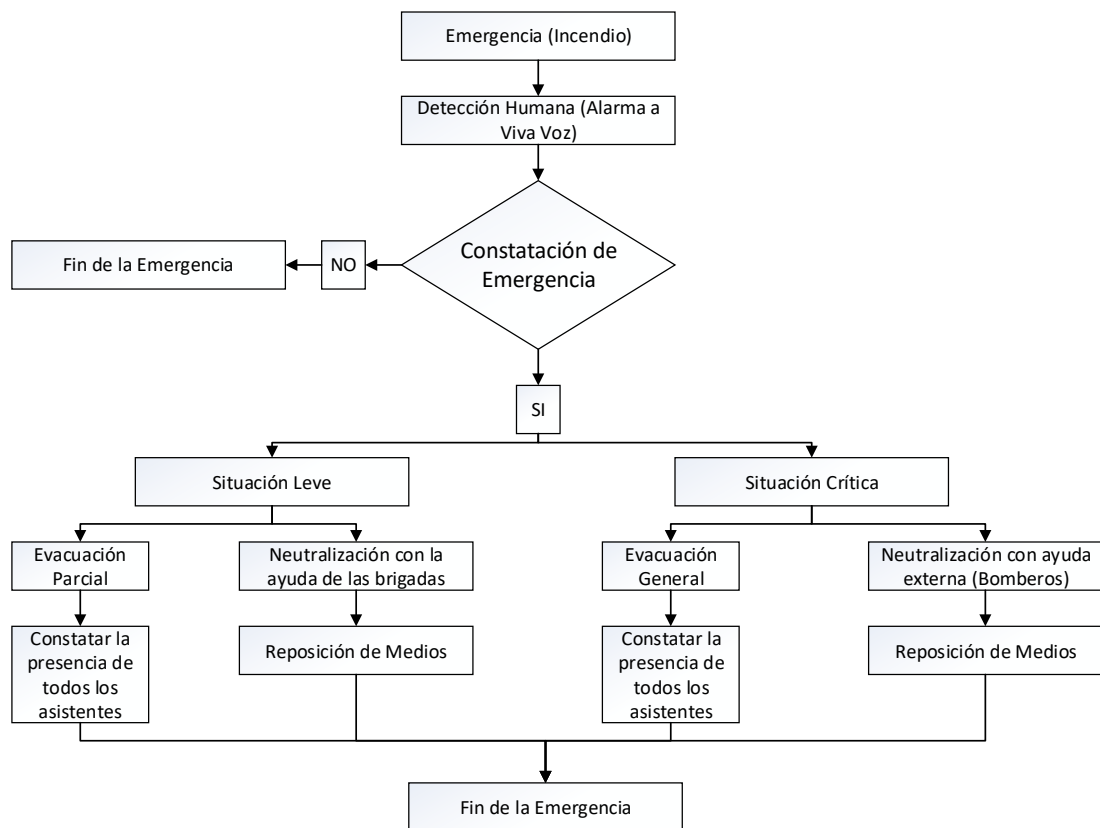 Emergencia (Incendio)
Detección Humana (Alarma a
Viva Voz)
Constatación de
Emergencia
NO
Fin de la Emergencia
SI
Situación Leve
Situación Crítica
Evacuación
Parcial
Neutralización con la
ayuda de las brigadas
Evacuación
General
Neutralización con ayuda
externa (Bomberos)
Constatar la
presencia de
todos los
asistentes
Reposición de Medios
Constatar la
presencia de
todos los
asistentes
Reposición de Medios
Fin de la Emergencia